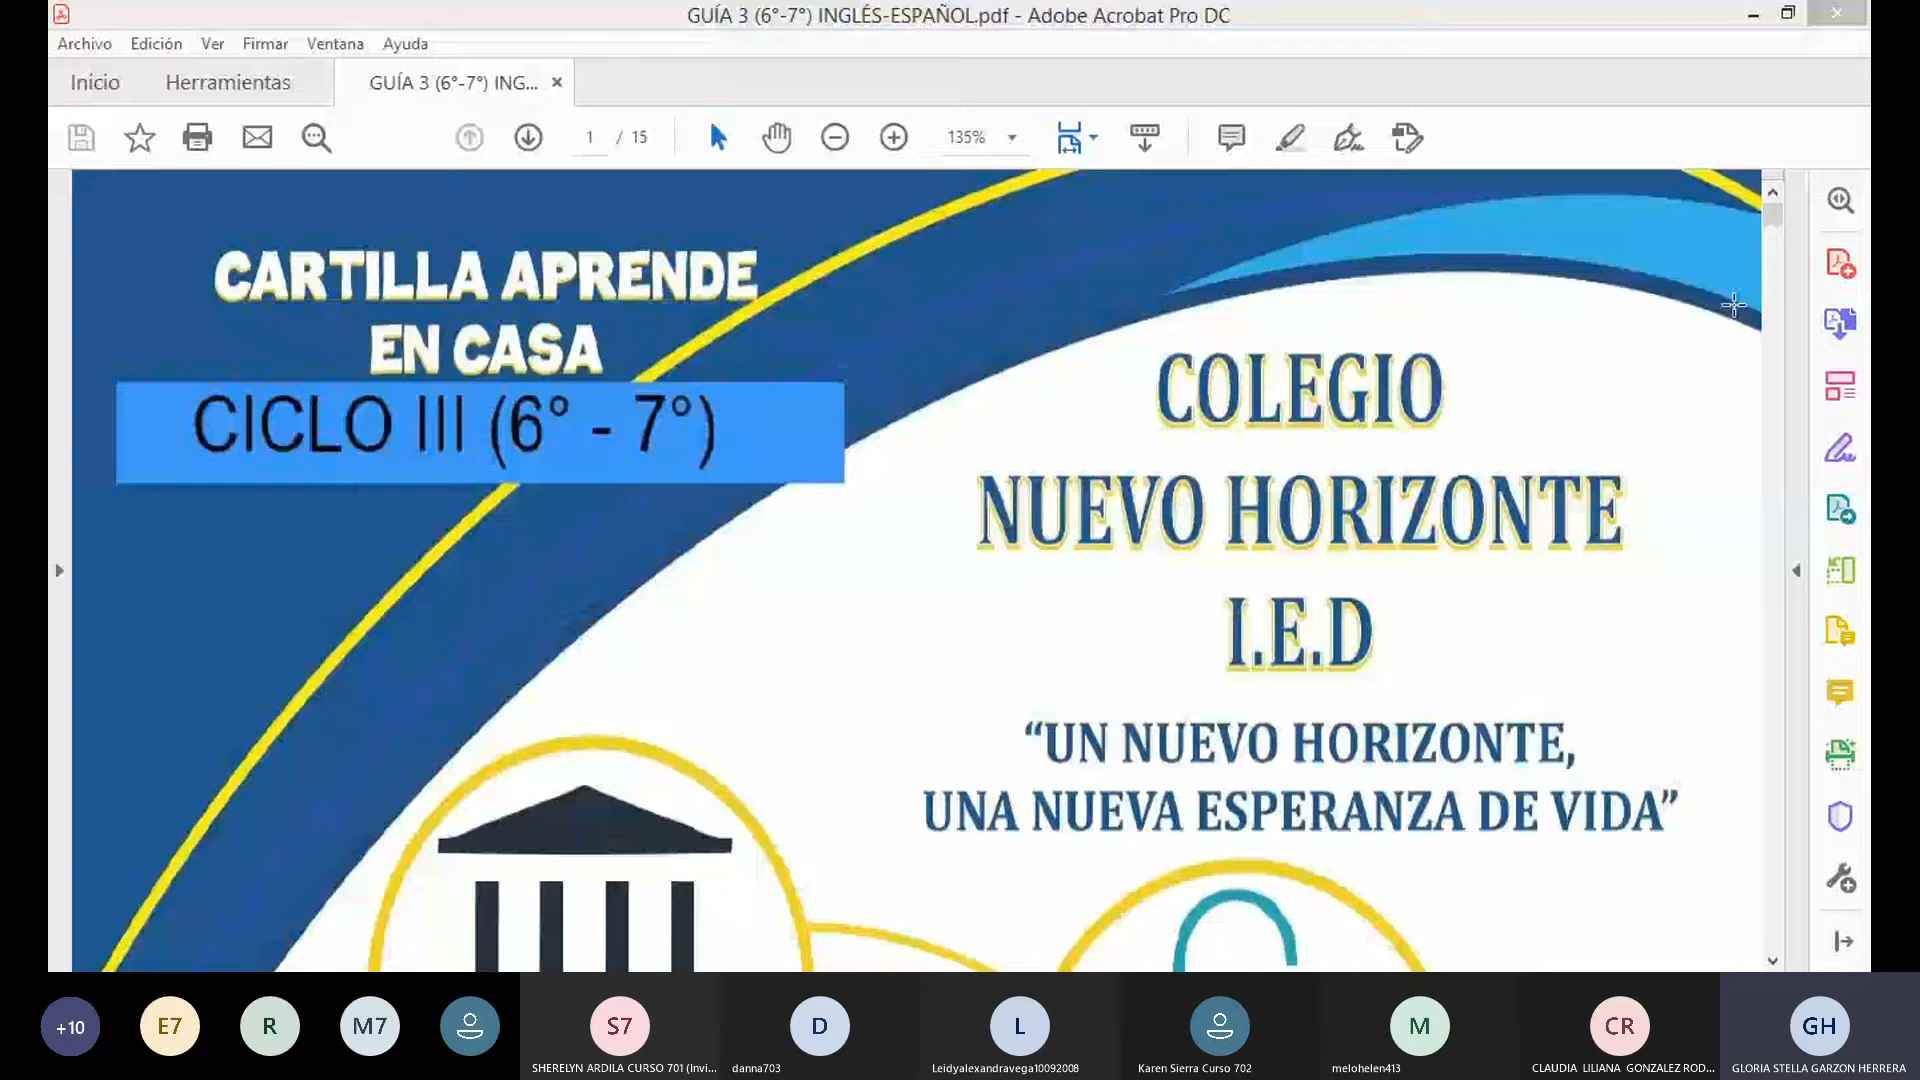 GUÍA 3 (6°-7°) INGLÉS-ESPAÑOL.pdf - Adobe Acrobat Pro DC
Archivo Edición Ver Firmar Ventana Ayuda
Inicio Herramientas GUÍA 3 (6°-7°) ING... ×
1 / 15 135%
CARTILLA APRENDE
EN CASA
CICLO III (6° - 7°)
COLEGIO
NUEVO HORIZONTE
I.E.D
“UN NUEVO HORIZONTE,
UNA NUEVA ESPERANZA DE VIDA”
+10 E7 R M7 S7 D L M CR GH
SHERELYN ARDILA CURSO 701 (Invi... danna703 Leidyalexandravega10092008 Karen Sierra Curso 702 melohelen413 CLAUDIA LILIANA GONZALEZ ROD... GLORIA STELLA GARZON HERRERA